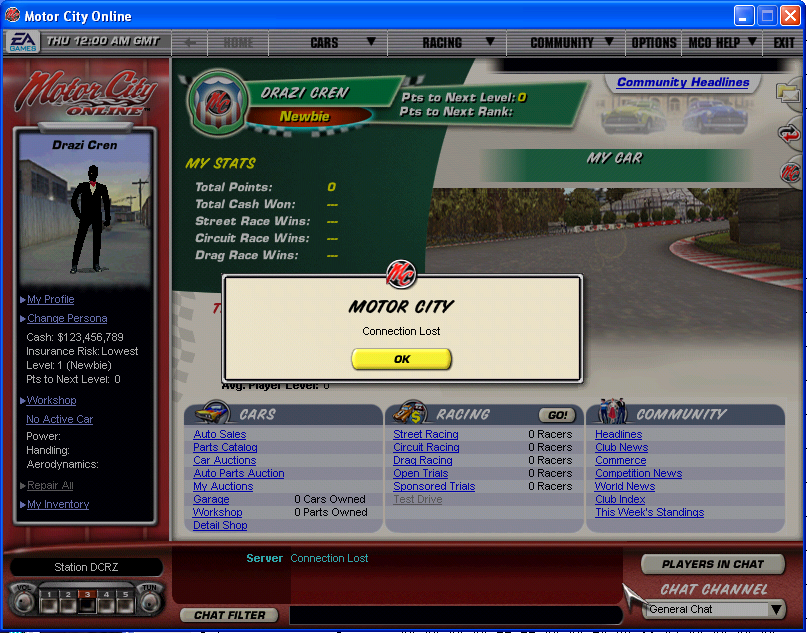 Motor City Online
EA GAMES
THU 12:00 AM GMT
HOME
CARS
RACING
COMMUNITY
OPTIONS
MCO HELP
EXIT
Motor City ONLINE
Drazi Cren
My Profile
Change Persona
Cash: $123,456,789
Insurance Risk: Lowest
Level: 1 (Newbie)
Pts to Next Level: 0
Workshop
No Active Car
Power:
Handling:
Aerodynamics:
Repair All
My Inventory
DRAZI CREN
Newbie
Pts to Next Level: 0
Pts to Next Rank:
Community Headlines
MY STATS
Total Points: 0
Total Cash Won: ---
Street Race Wins: ---
Circuit Race Wins: ---
Drag Race Wins: ---
MY CAR
MC
MOTOR CITY
Connection Lost
OK
Avg. Player Level: 0
CARS
Auto Sales
Parts Catalog
Car Auctions
Auto Parts Auction
My Auctions
Garage 0 Cars Owned
Workshop 0 Parts Owned
Detail Shop
RACING GO!
Street Racing 0 Racers
Circuit Racing 0 Racers
Drag Racing 0 Racers
Open Trials 0 Racers
Sponsored Trials 0 Racers
Test Drive
COMMUNITY
Headlines
Club News
Commerce
Competition News
World News
Club Index
This Week's Standings
Station DCRZ
VOL 1 2 3 4 5 TUN
Server Connection Lost
CHAT FILTER
PLAYERS IN CHAT
CHAT CHANNEL
General Chat